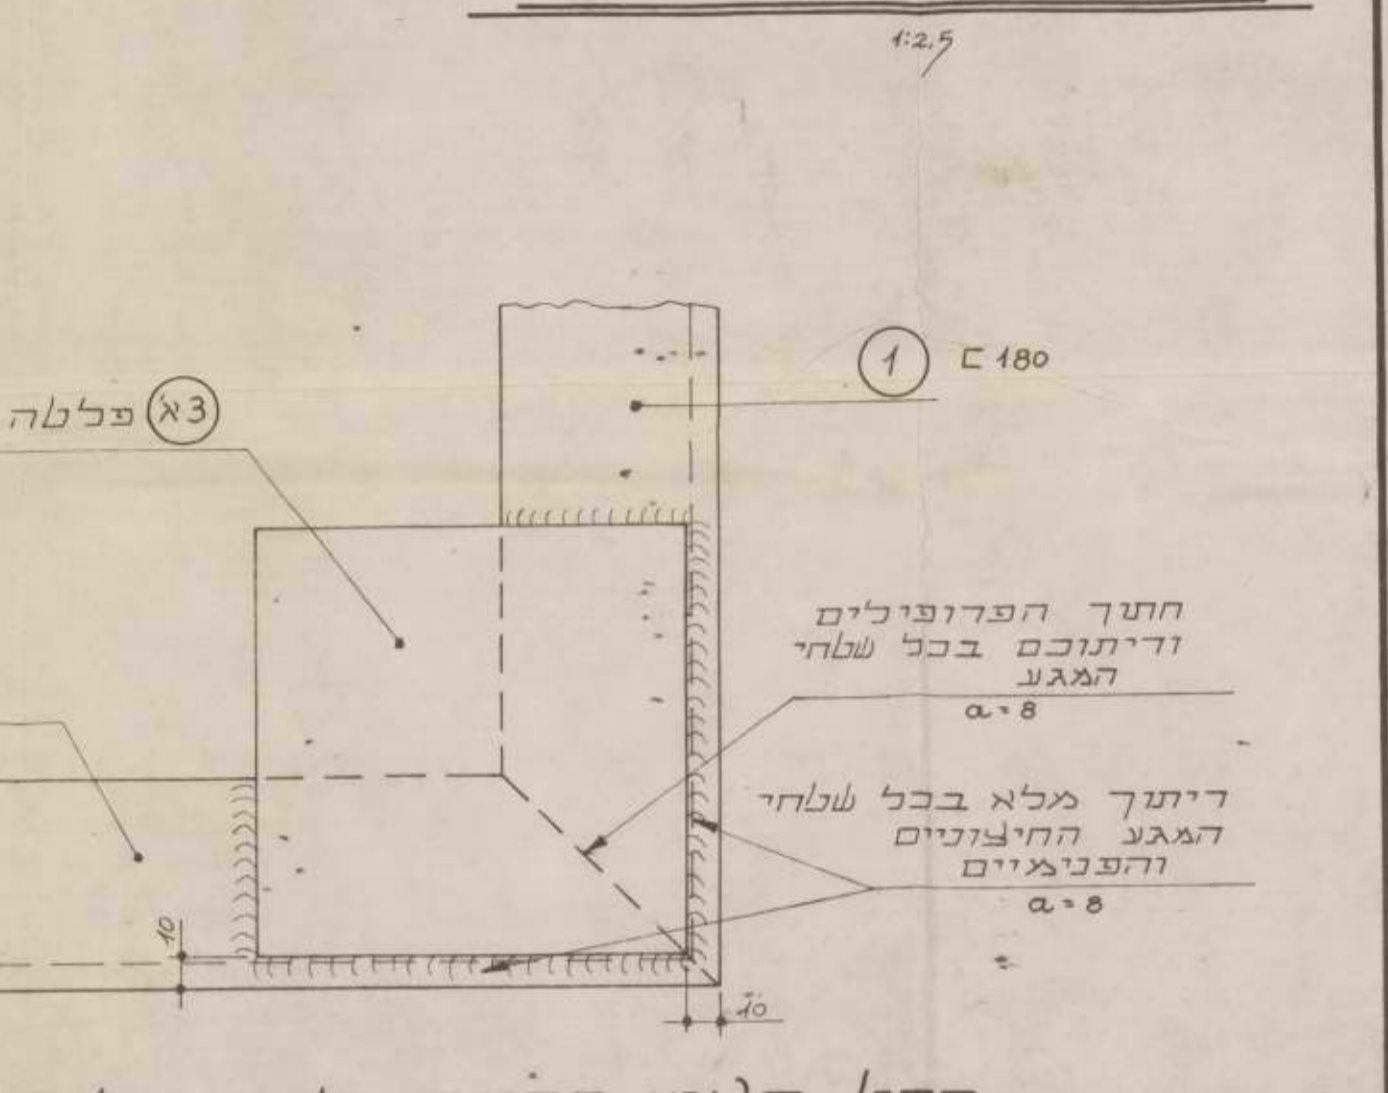 1:2.5
1 ⊏ 180
3א' פלטה
חתוך הפרופילים
וריתוכם בכל שטחי
המגע
a=8
ריתוך מלא בכל שטחי
המגע החיצוניים
והפנימיים
a=8
10
10